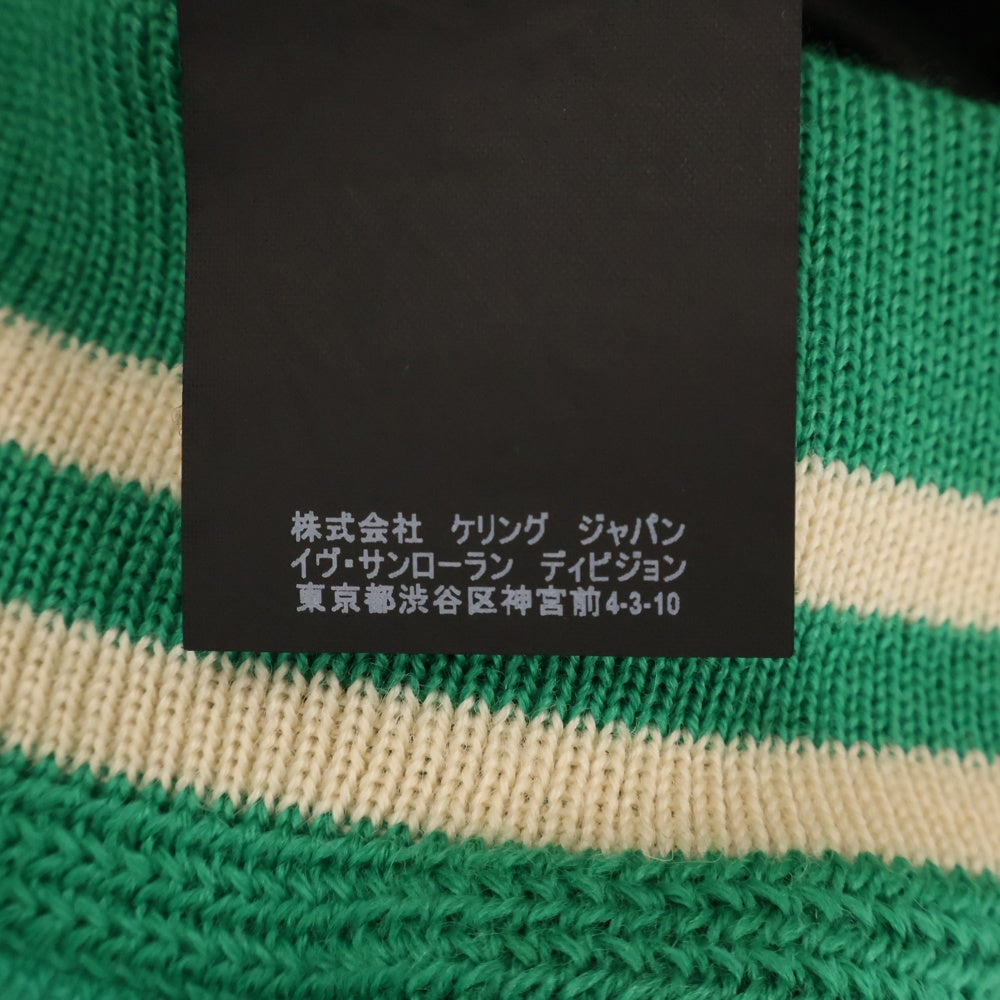 株式会社 ケリング ジャパン
イヴ・サンローラン ディビジョン
東京都渋谷区神宮前4-3-10